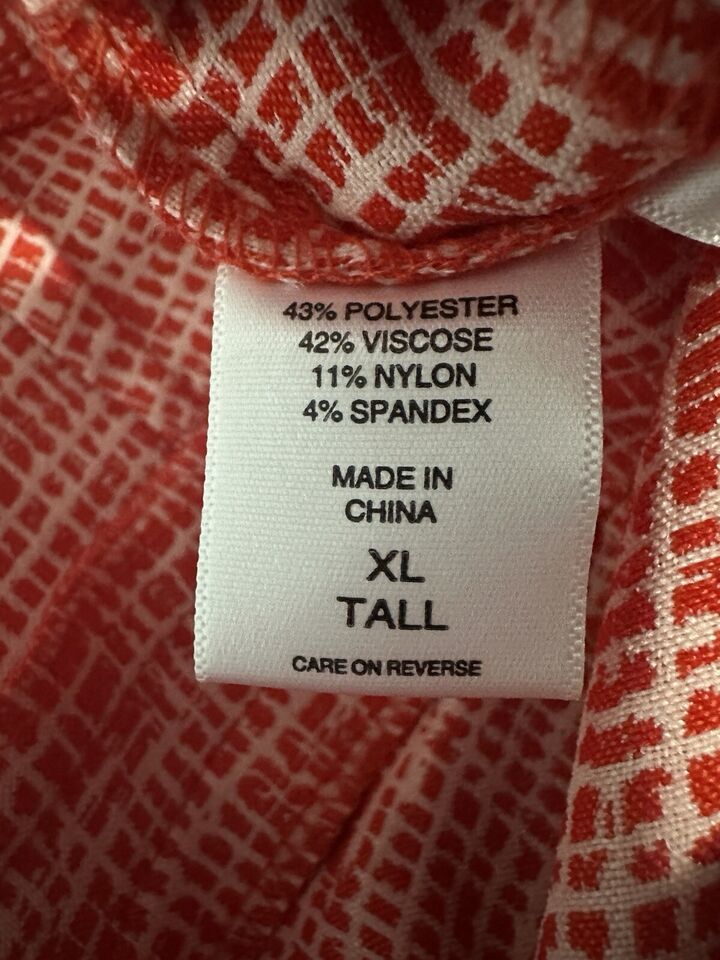 43% POLYESTER
42% VISCOSE
11% NYLON
4% SPANDEX
MADE IN
CHINA
XL
TALL
CARE ON REVERSE